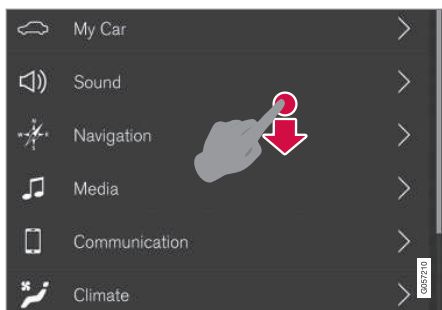 My Car
Sound
Navigation
Media
Communication
Climate
G057210